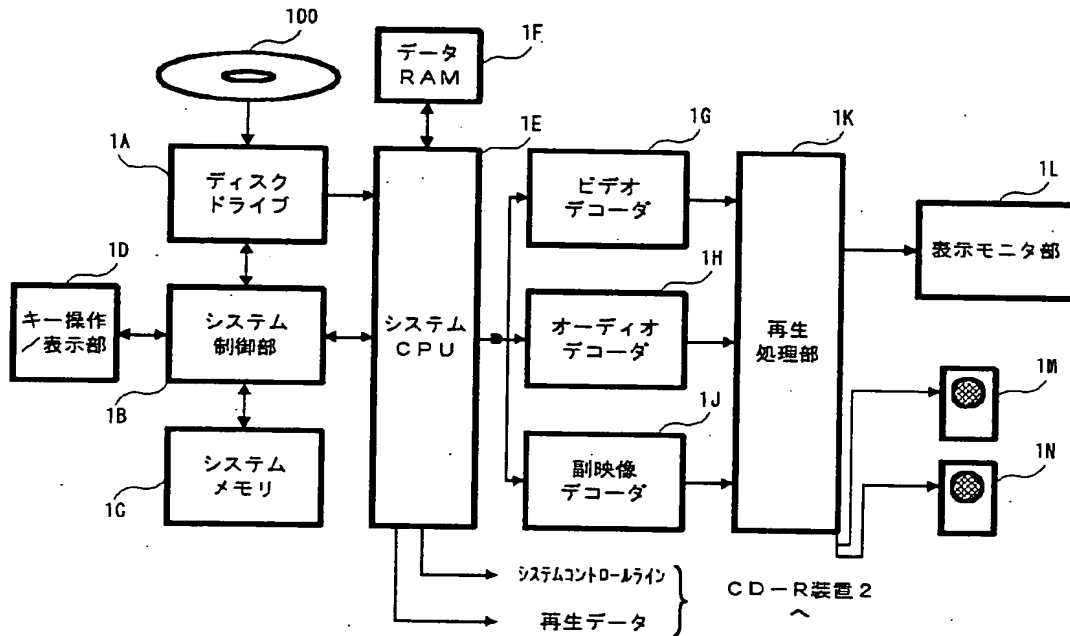 100
データ
RAM
1F
1A
ディスク
ドライブ
1E
1G
ビデオ
デコーダ
1K
1L
表示モニタ部
1D
キー操作
／表示部
システム
制御部
1B
システム
CPU
1H
オーディオ
デコーダ
再生
処理部
1M
1J
副映像
デコーダ
1N
システム
メモリ
1C
システムコントロールライン
再生データ
CD－R装置2
へ